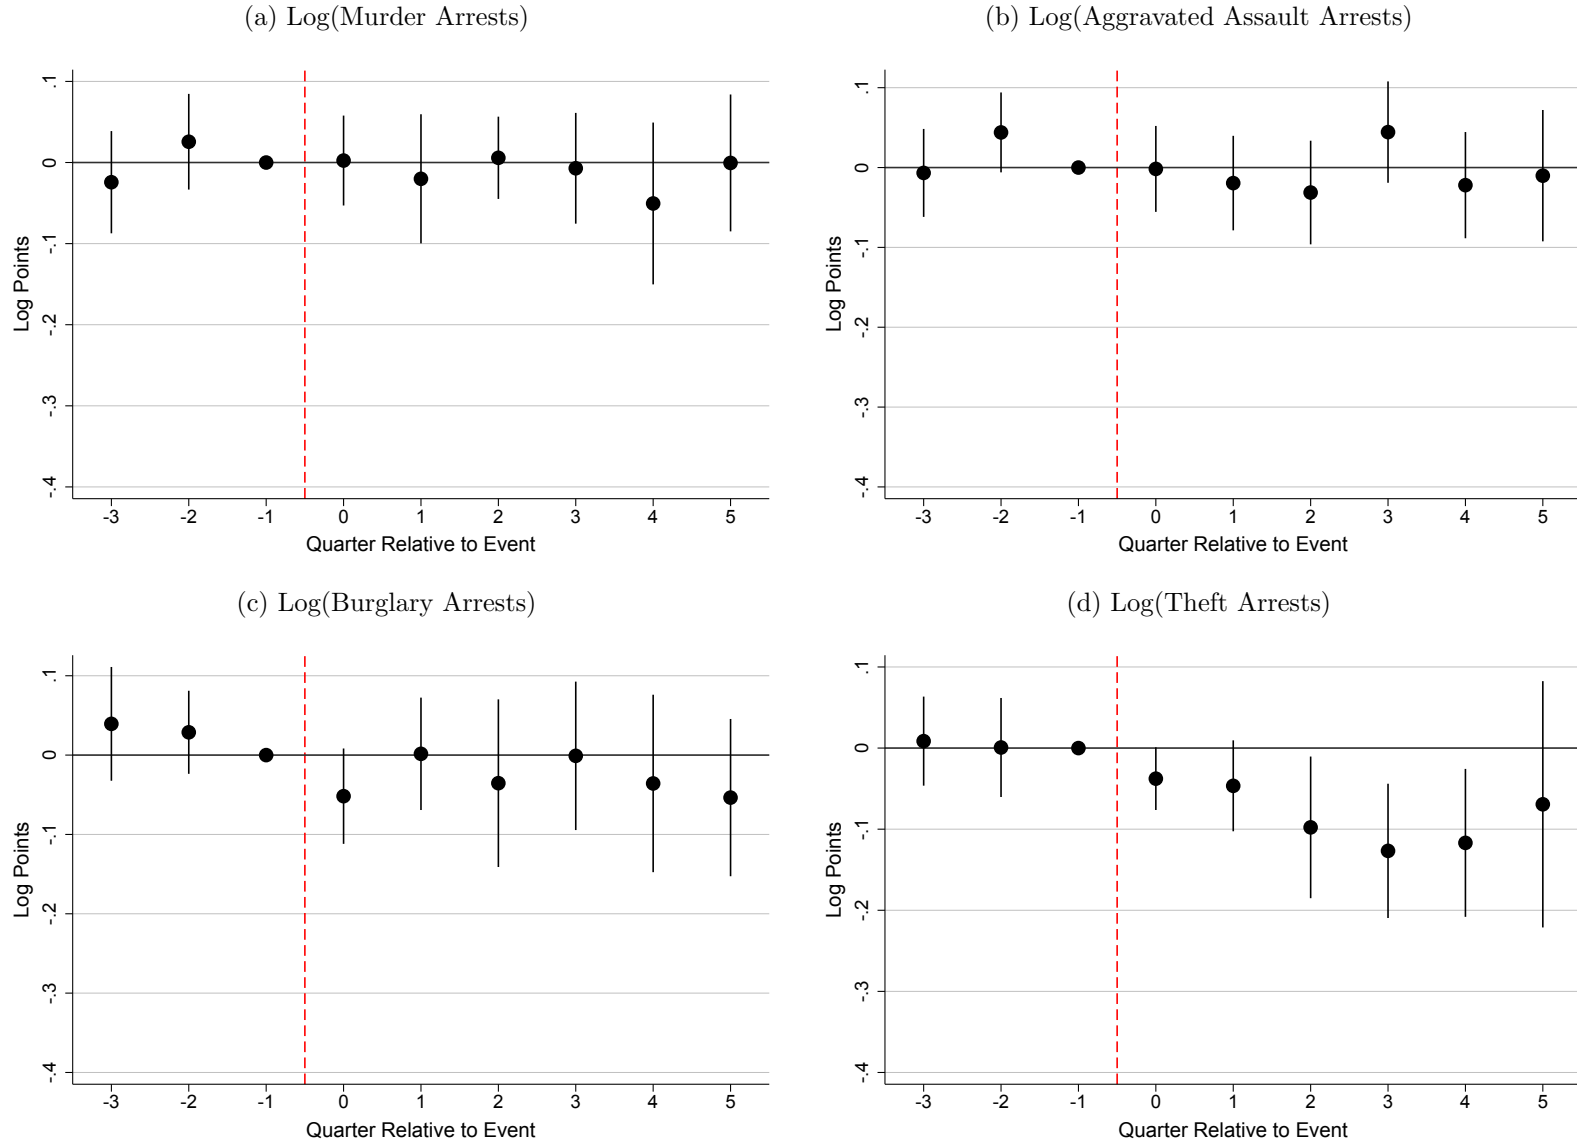 (a) Log(Murder Arrests)
Log Points
.1
0
-.1
-.2
-.3
-.4
-3 -2 -1 0 1 2 3 4 5
Quarter Relative to Event
(b) Log(Aggravated Assault Arrests)
Log Points
.1
0
-.1
-.2
-.3
-.4
-3 -2 -1 0 1 2 3 4 5
Quarter Relative to Event
(c) Log(Burglary Arrests)
Log Points
.1
0
-.1
-.2
-.3
-.4
-3 -2 -1 0 1 2 3 4 5
Quarter Relative to Event
(d) Log(Theft Arrests)
Log Points
.1
0
-.1
-.2
-.3
-.4
-3 -2 -1 0 1 2 3 4 5
Quarter Relative to Event